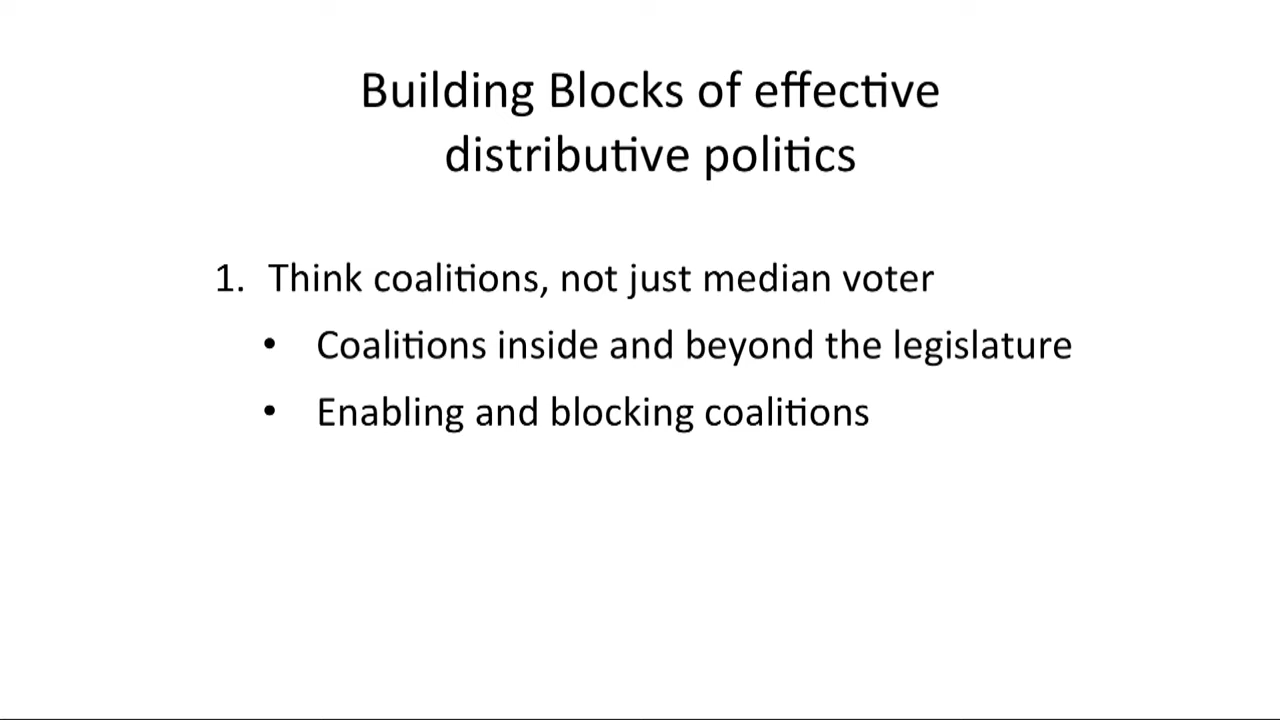 Building Blocks of effective
distributive politics
1. Think coalitions, not just median voter
• Coalitions inside and beyond the legislature
• Enabling and blocking coalitions